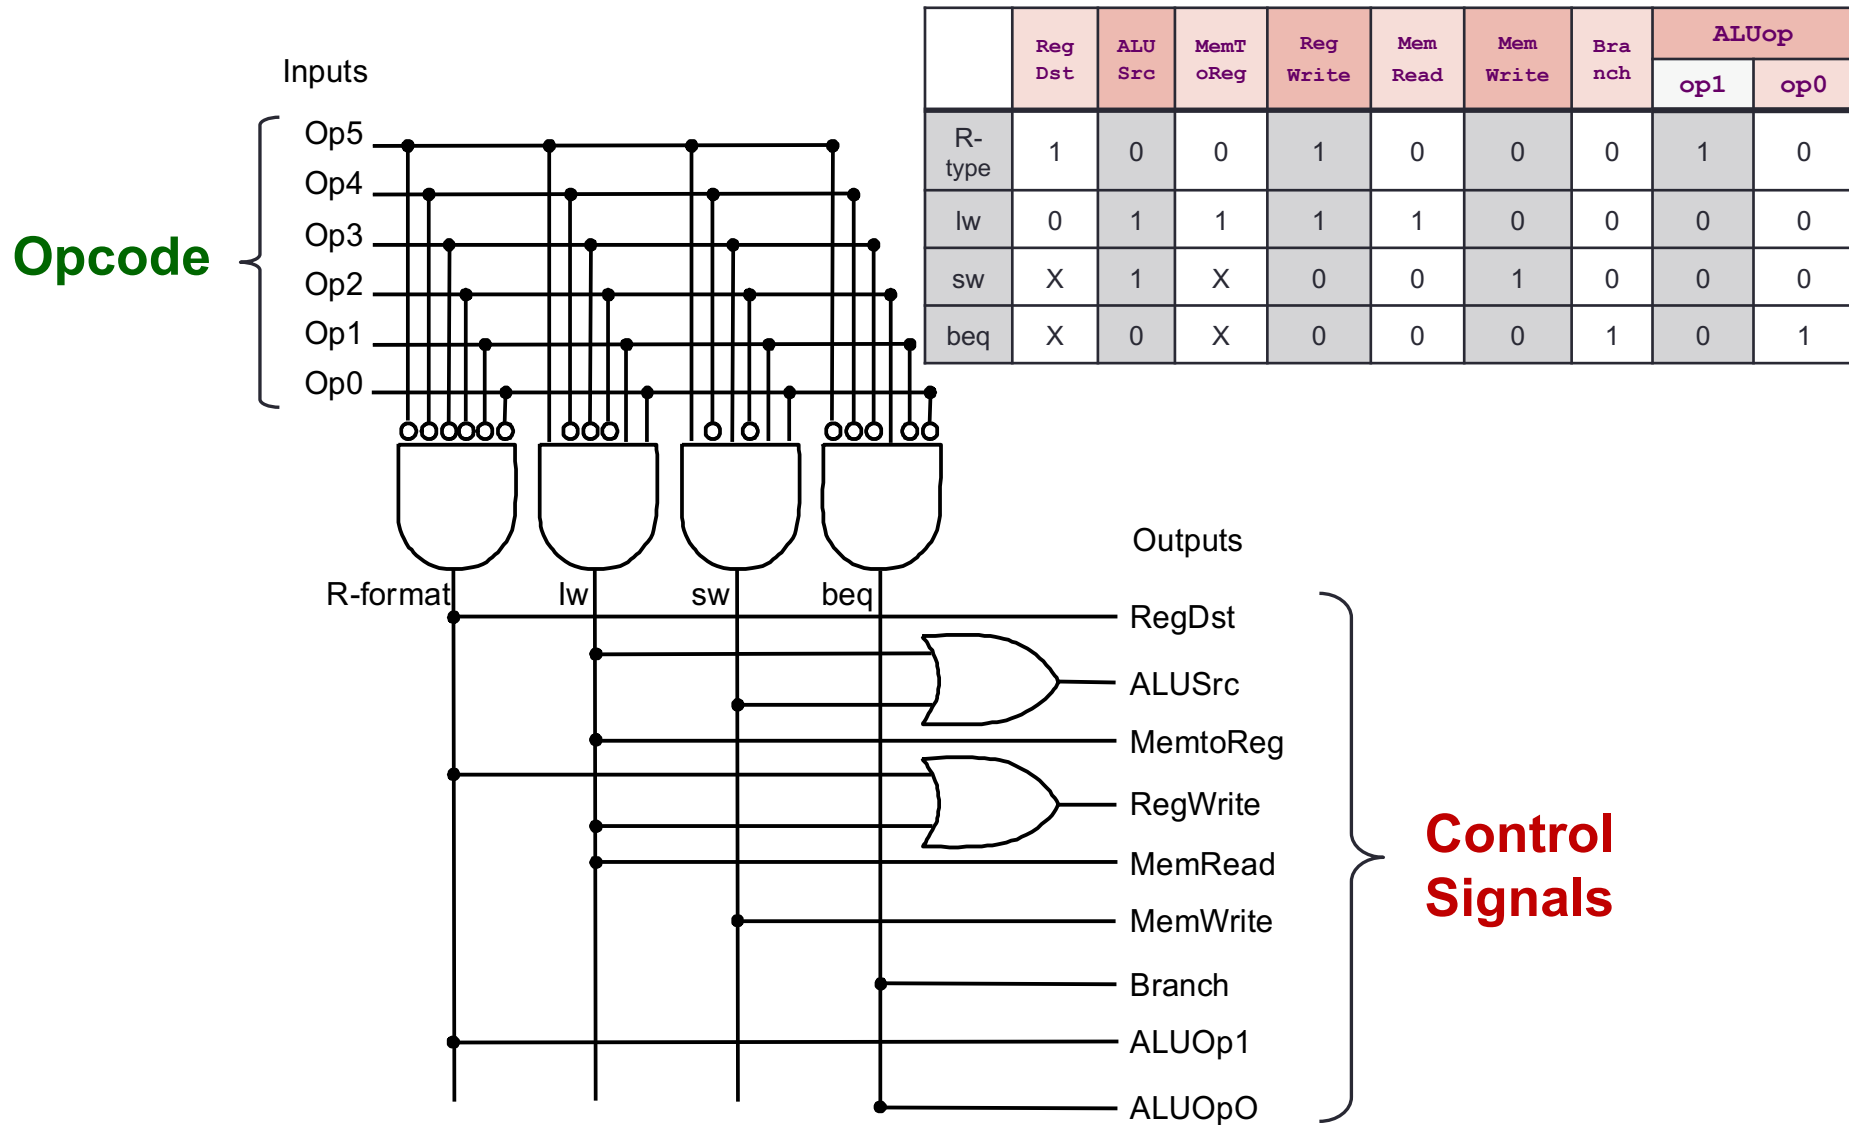 Inputs
Opcode
Op5
Op4
Op3
Op2
Op1
Op0
Reg Dst ALU Src MemT oReg Reg Write Mem Read Mem Write Bra nch ALUop
op1 op0
R-type 1 0 0 1 0 0 0 1 0
lw 0 1 1 1 1 0 0 0 0
sw X 1 X 0 0 1 0 0 0
beq X 0 X 0 0 0 1 0 1
R-format lw sw beq
Outputs
RegDst
ALUSrc
MemtoReg
RegWrite
MemRead
MemWrite
Branch
ALUOp1
ALUOpO
Control
Signals